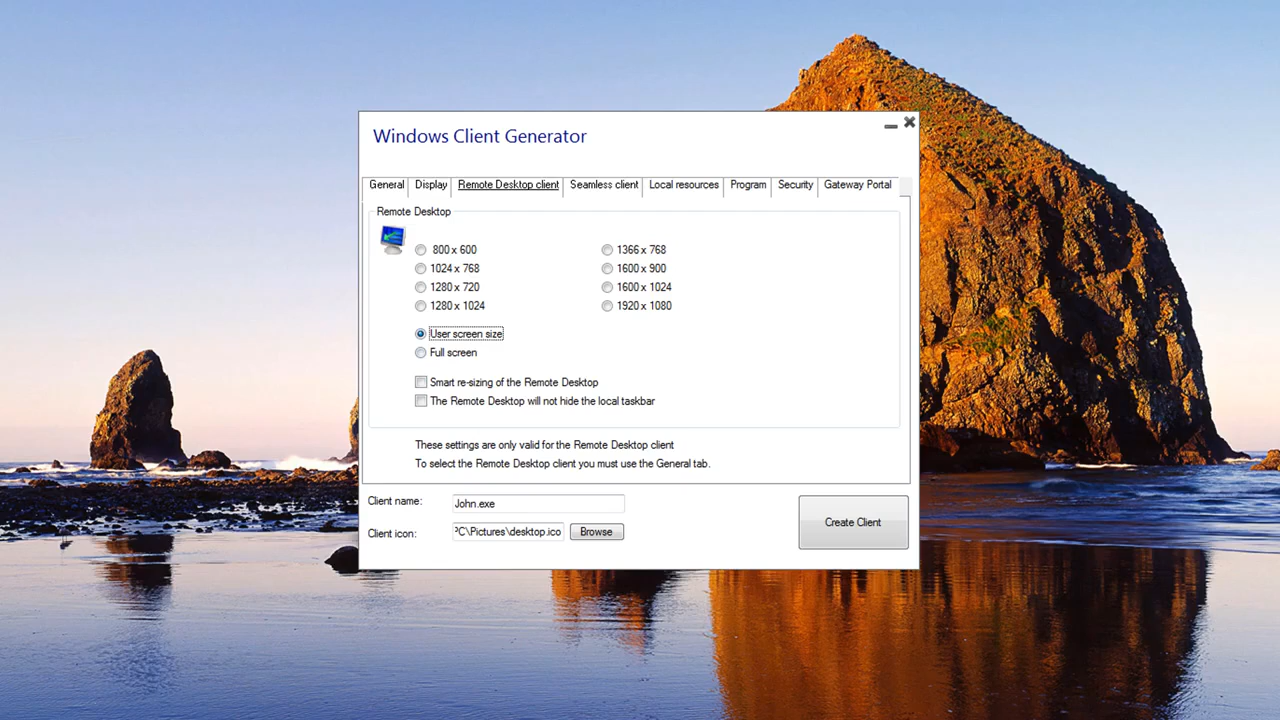 Windows Client Generator
General Display Remote Desktop client Seamless client Local resources Program Security Gateway Portal
Remote Desktop
800 x 600 1366 x 768
1024 x 768 1600 x 900
1280 x 720 1600 x 1024
1280 x 1024 1920 x 1080
User screen size
Full screen
Smart re-sizing of the Remote Desktop
The Remote Desktop will not hide the local taskbar
These settings are only valid for the Remote Desktop client
To select the Remote Desktop client you must use the General tab.
Client name: John.exe
Create Client
Client icon: PC\Pictures\desktop.ico Browse